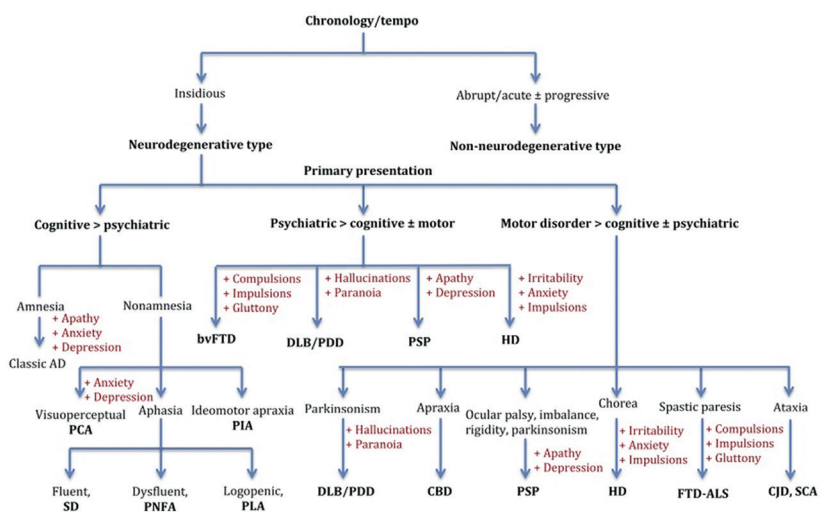 Chronology/tempo
Insidious
Abrupt/acute ± progressive
Neurodegenerative type
Non-neurodegenerative type
Primary presentation
Cognitive > psychiatric
Psychiatric > cognitive ± motor
Motor disorder > cognitive ± psychiatric
Amnesia
+ Apathy
+ Anxiety
+ Depression
Classic AD
Nonamnesia
+ Compulsions
+ Impulsions
+ Gluttony
bvFTD
+ Hallucinations
+ Paranoia
DLB/PDD
+ Apathy
+ Depression
PSP
+ Irritability
+ Anxiety
+ Impulsions
HD
+ Anxiety
+ Depression
Visuoperceptual
PCA
Aphasia
Ideomotor apraxia
PIA
Fluent,
SD
Dysfluent,
PNFA
Logopenic,
PLA
Parkinsonism
+ Hallucinations
+ Paranoia
DLB/PDD
Apraxia
CBD
Ocular palsy, imbalance,
rigidity, parkinsonism
+ Apathy
+ Depression
PSP
Chorea
+ Irritability
+ Anxiety
+ Impulsions
HD
Spastic paresis
+ Compulsions
+ Impulsions
+ Gluttony
FTD-ALS
Ataxia
CJD, SCA